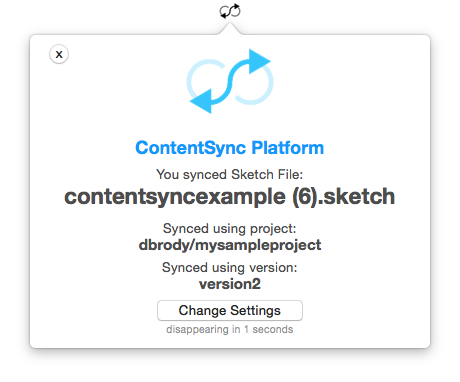 x
ContentSync Platform
You synced Sketch File:
contentsyncexample (6).sketch
Synced using project:
dbrody/mysampleproject
Synced using version:
version2
Change Settings
disappearing in 1 seconds